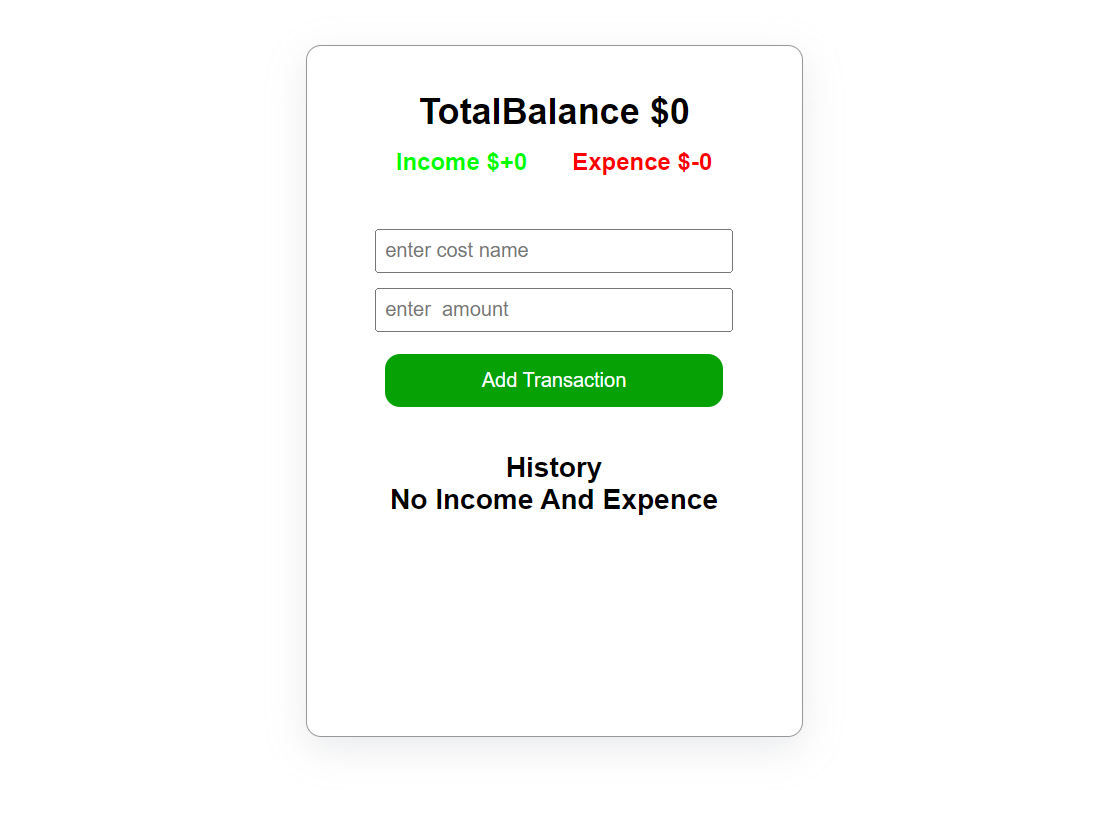 TotalBalance $0
Income $+0 Expence $-0
enter cost name
enter  amount
Add Transaction
History
No Income And Expence